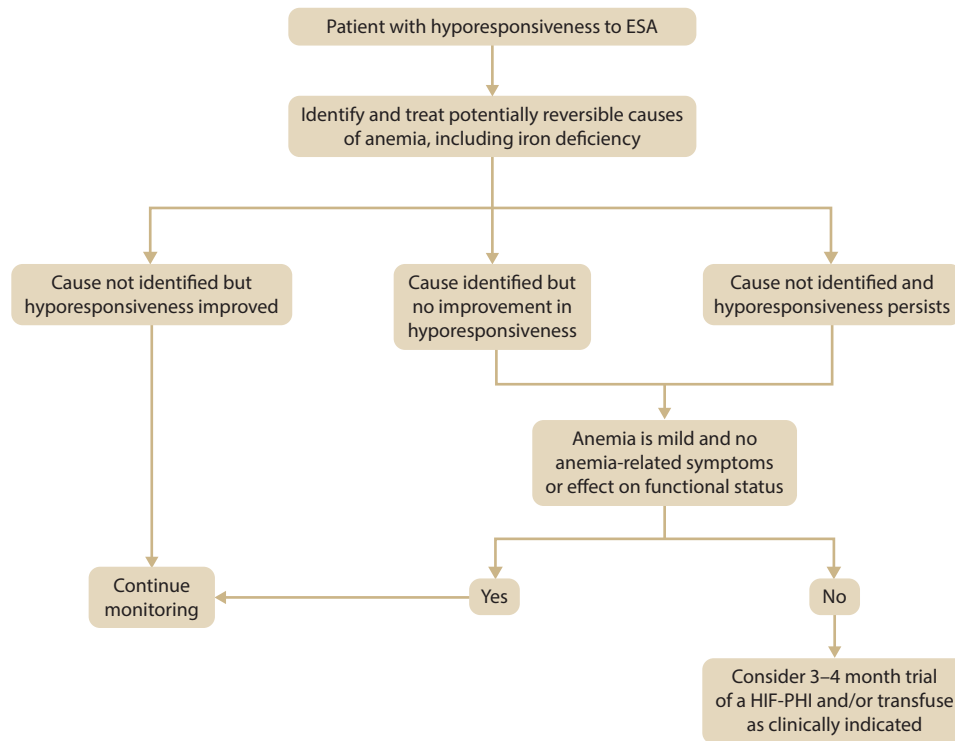 Patient with hyporesponsiveness to ESA
Identify and treat potentially reversible causes
of anemia, including iron deficiency
Cause not identified but
hyporesponsiveness improved
Cause identified but
no improvement in
hyporesponsiveness
Cause not identified and
hyporesponsiveness persists
Anemia is mild and no
anemia-related symptoms
or effect on functional status
Continue
monitoring
Yes
No
Consider 3–4 month trial
of a HIF-PHI and/or transfuse
as clinically indicated